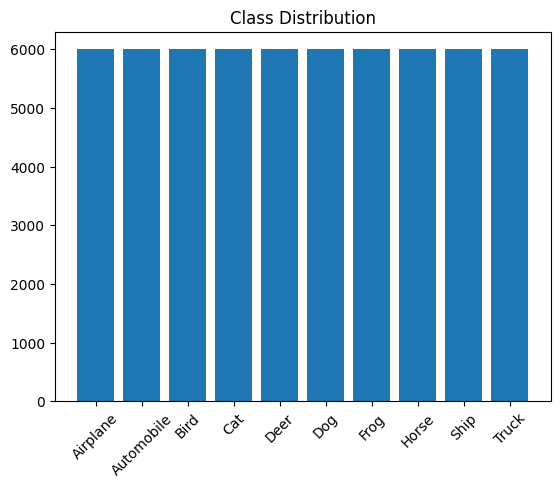 Class Distribution
6000
5000
4000
3000
2000
1000
0
Airplane
Automobile
Bird
Cat
Deer
Dog
Frog
Horse
Ship
Truck